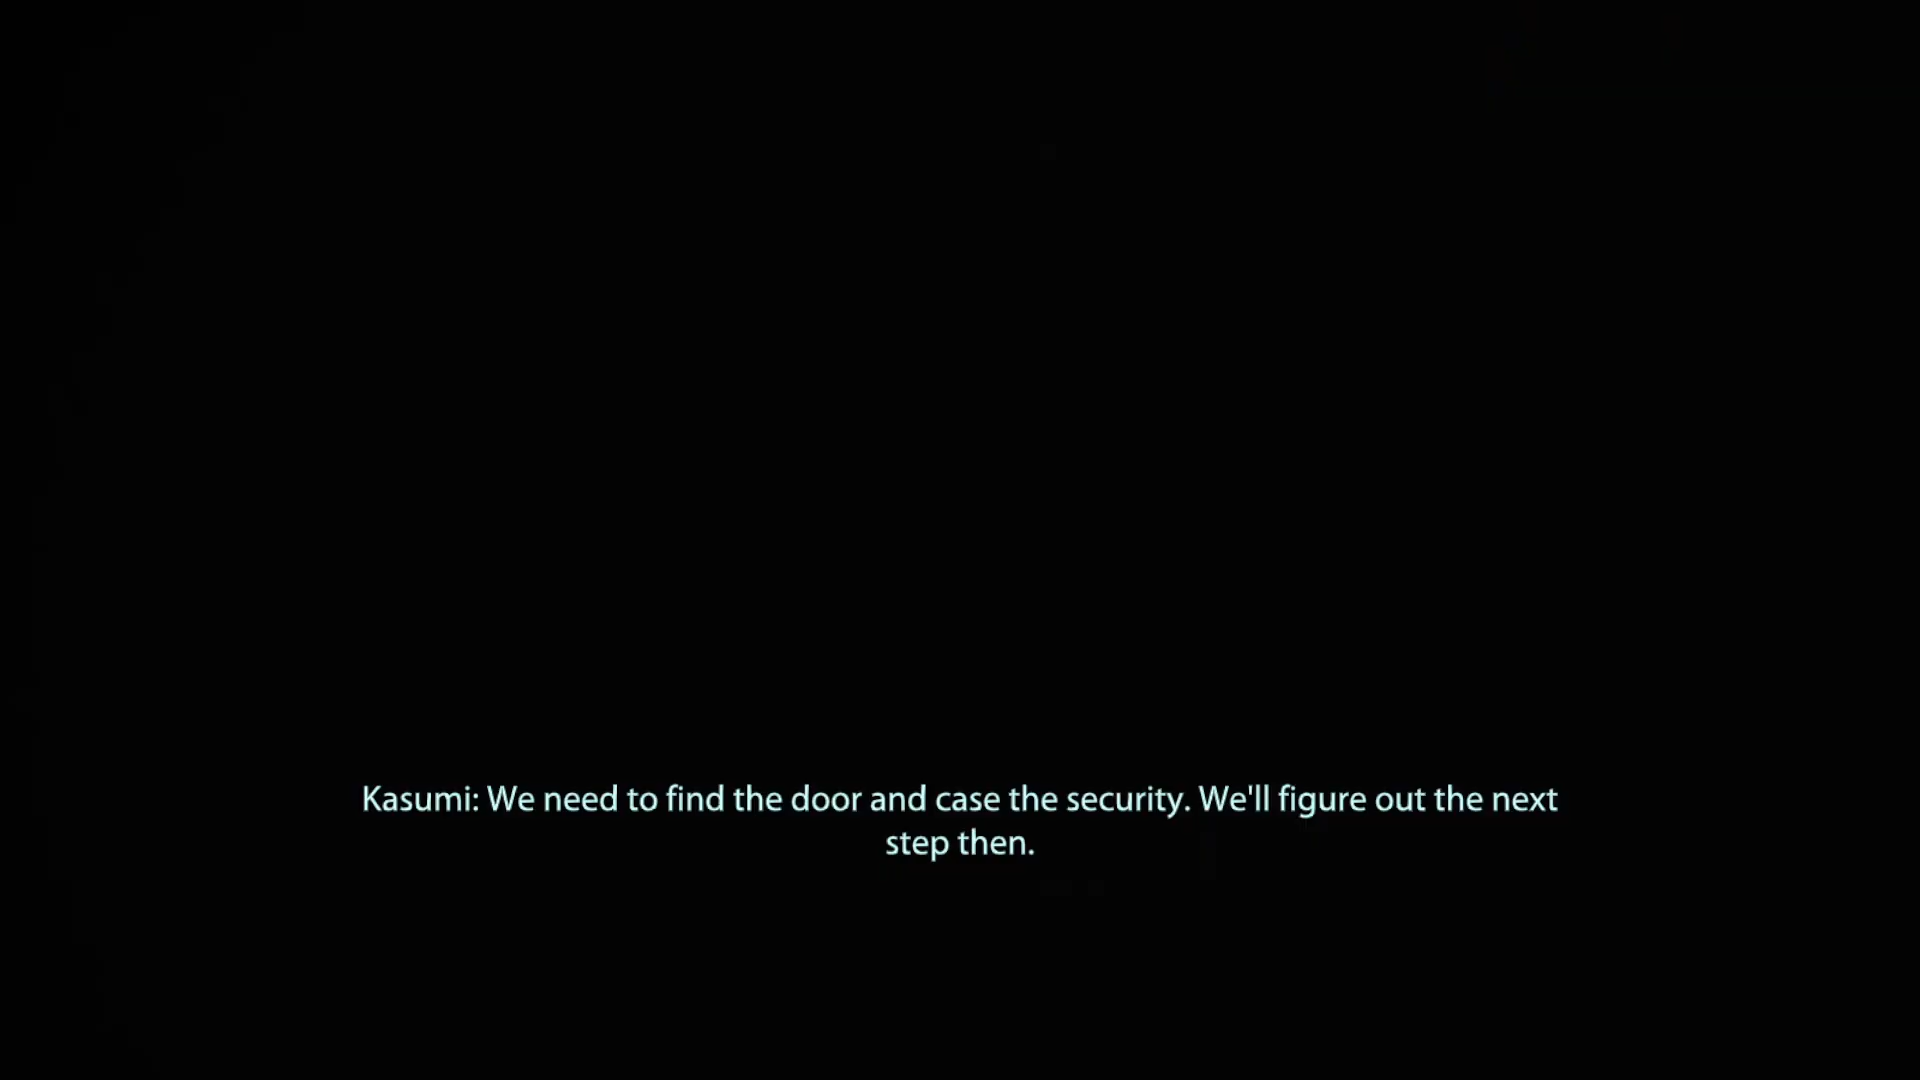 Kasumi: We need to find the door and case the security. We'll figure out the next
step then.